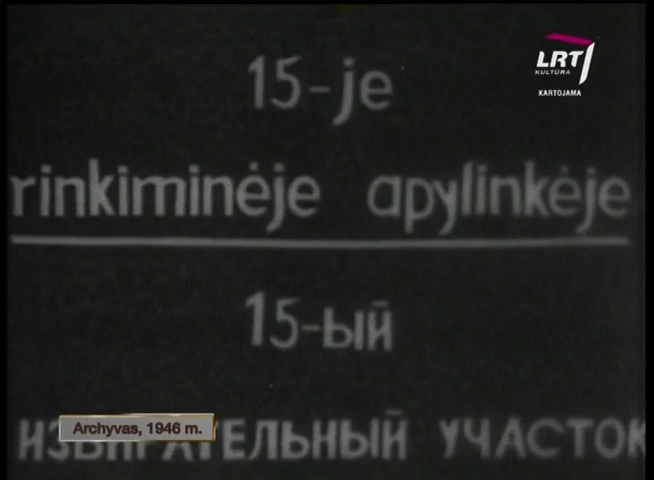 LRT
KULTŪRA
KARTOJAMA
15-je
rinkiminėje apylinkėje
15-ый
ИЗБИРАТЕЛЬНЫЙ УЧАСТОК
Archyvas, 1946 m.